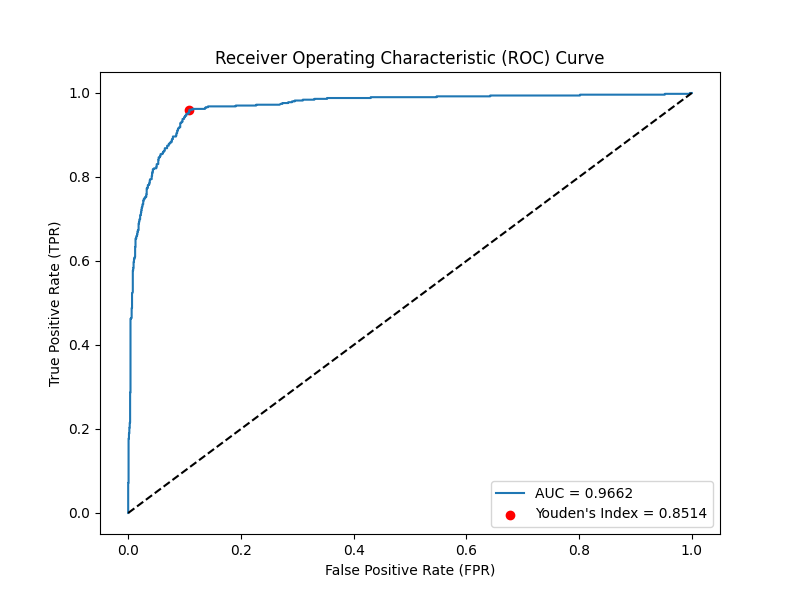 Receiver Operating Characteristic (ROC) Curve
1.0
0.8
0.6
0.4
0.2
0.0
True Positive Rate (TPR)
AUC = 0.9662
Youden's Index = 0.8514
0.0 0.2 0.4 0.6 0.8 1.0
False Positive Rate (FPR)